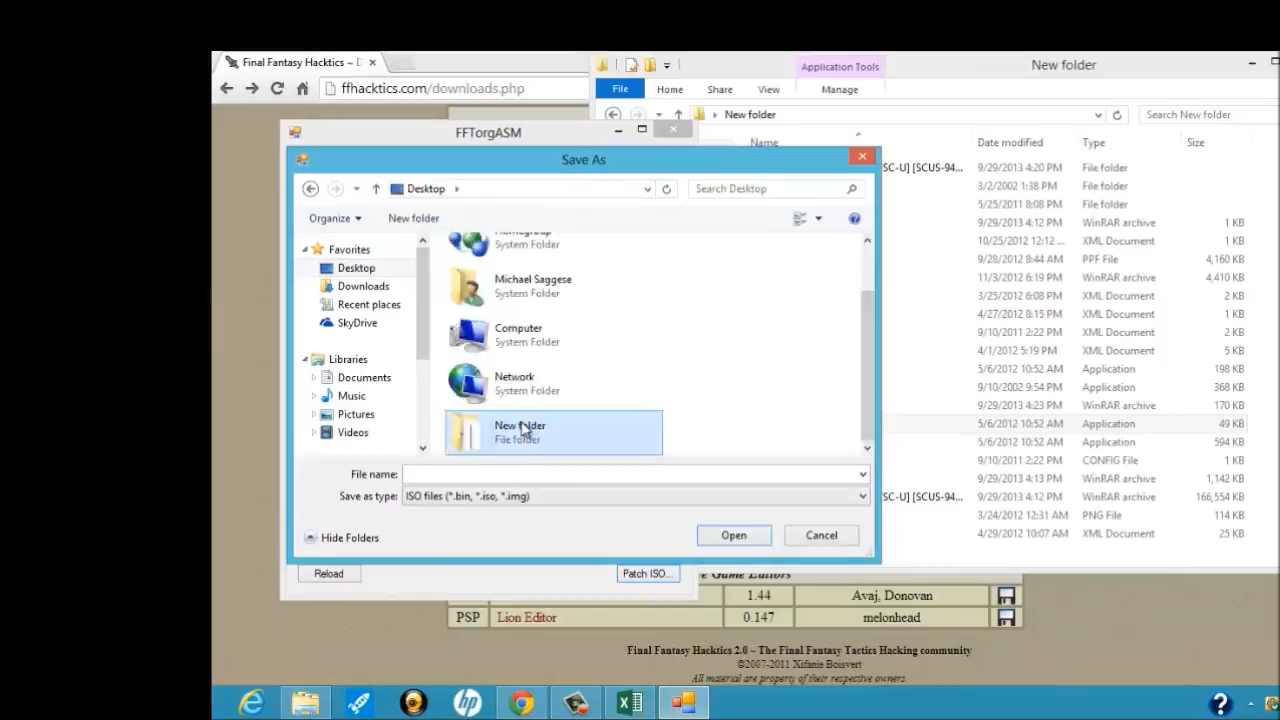 Final Fantasy Hacktics ~ D
ffhacktics.com/downloads.php
Application Tools
New folder
File
Home
Share
View
Manage
New folder
Search New folder
FFTorgASM
Name
Date modified
Type
Size
Save As
Desktop
Search Desktop
Organize
New folder
Favorites
Desktop
Downloads
Recent places
SkyDrive
Libraries
Documents
Music
Pictures
Videos
Homegroup
System Folder
Michael Saggese
System Folder
Computer
System Folder
Network
System Folder
New folder
File folder
File name:
Save as type:
ISO files (*.bin, *.iso, *.img)
Hide Folders
Open
Cancel
Reload
Patch ISO...
SC-U] [SCUS-94... 9/29/2013 4:20 PM File folder
3/2/2002 1:38 PM File folder
5/25/2011 8:08 PM File folder
9/29/2013 4:12 PM WinRAR archive 1 KB
10/25/2012 12:12 ... XML Document 1 KB
9/28/2012 8:44 AM PPF File 4,160 KB
11/3/2012 6:19 PM WinRAR archive 4,410 KB
3/25/2012 6:08 PM XML Document 2 KB
4/27/2012 8:15 PM XML Document 1 KB
9/10/2011 2:22 PM XML Document 2 KB
4/1/2012 5:19 PM XML Document 5 KB
5/6/2012 10:52 AM Application 198 KB
9/10/2002 9:54 PM Application 368 KB
9/29/2013 4:23 PM WinRAR archive 170 KB
5/6/2012 10:52 AM Application 49 KB
5/6/2012 10:52 AM Application 594 KB
9/10/2011 2:22 PM CONFIG File 1 KB
9/29/2013 4:13 PM WinRAR archive 1,142 KB
SC-U] [SCUS-94... 9/29/2013 4:12 PM WinRAR archive 166,554 KB
3/24/2012 12:31 AM PNG File 114 KB
4/29/2012 10:07 AM XML Document 25 KB
Game Editors
1.44 Avaj, Donovan
PSP Lion Editor 0.147 melonhead
Final Fantasy Hacktics 2.0 ~ The Final Fantasy Tactics Hacking community
©2007-2011 Xifanie Boisvert
All material are property of their respective owners.